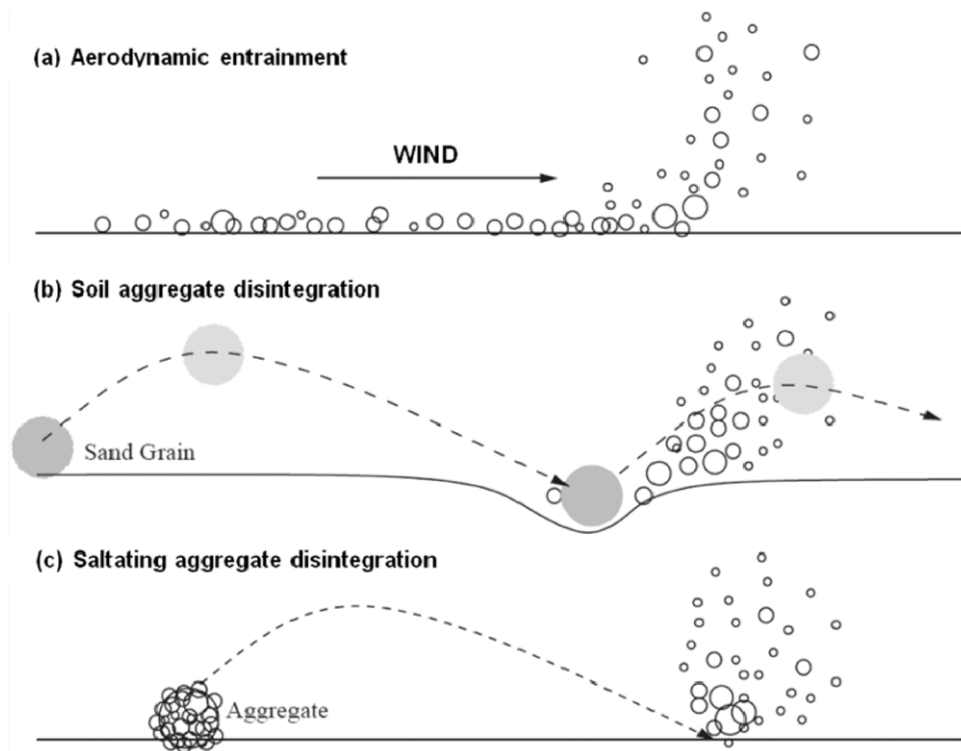 (a) Aerodynamic entrainment
WIND
(b) Soil aggregate disintegration
Sand Grain
(c) Saltating aggregate disintegration
Aggregate